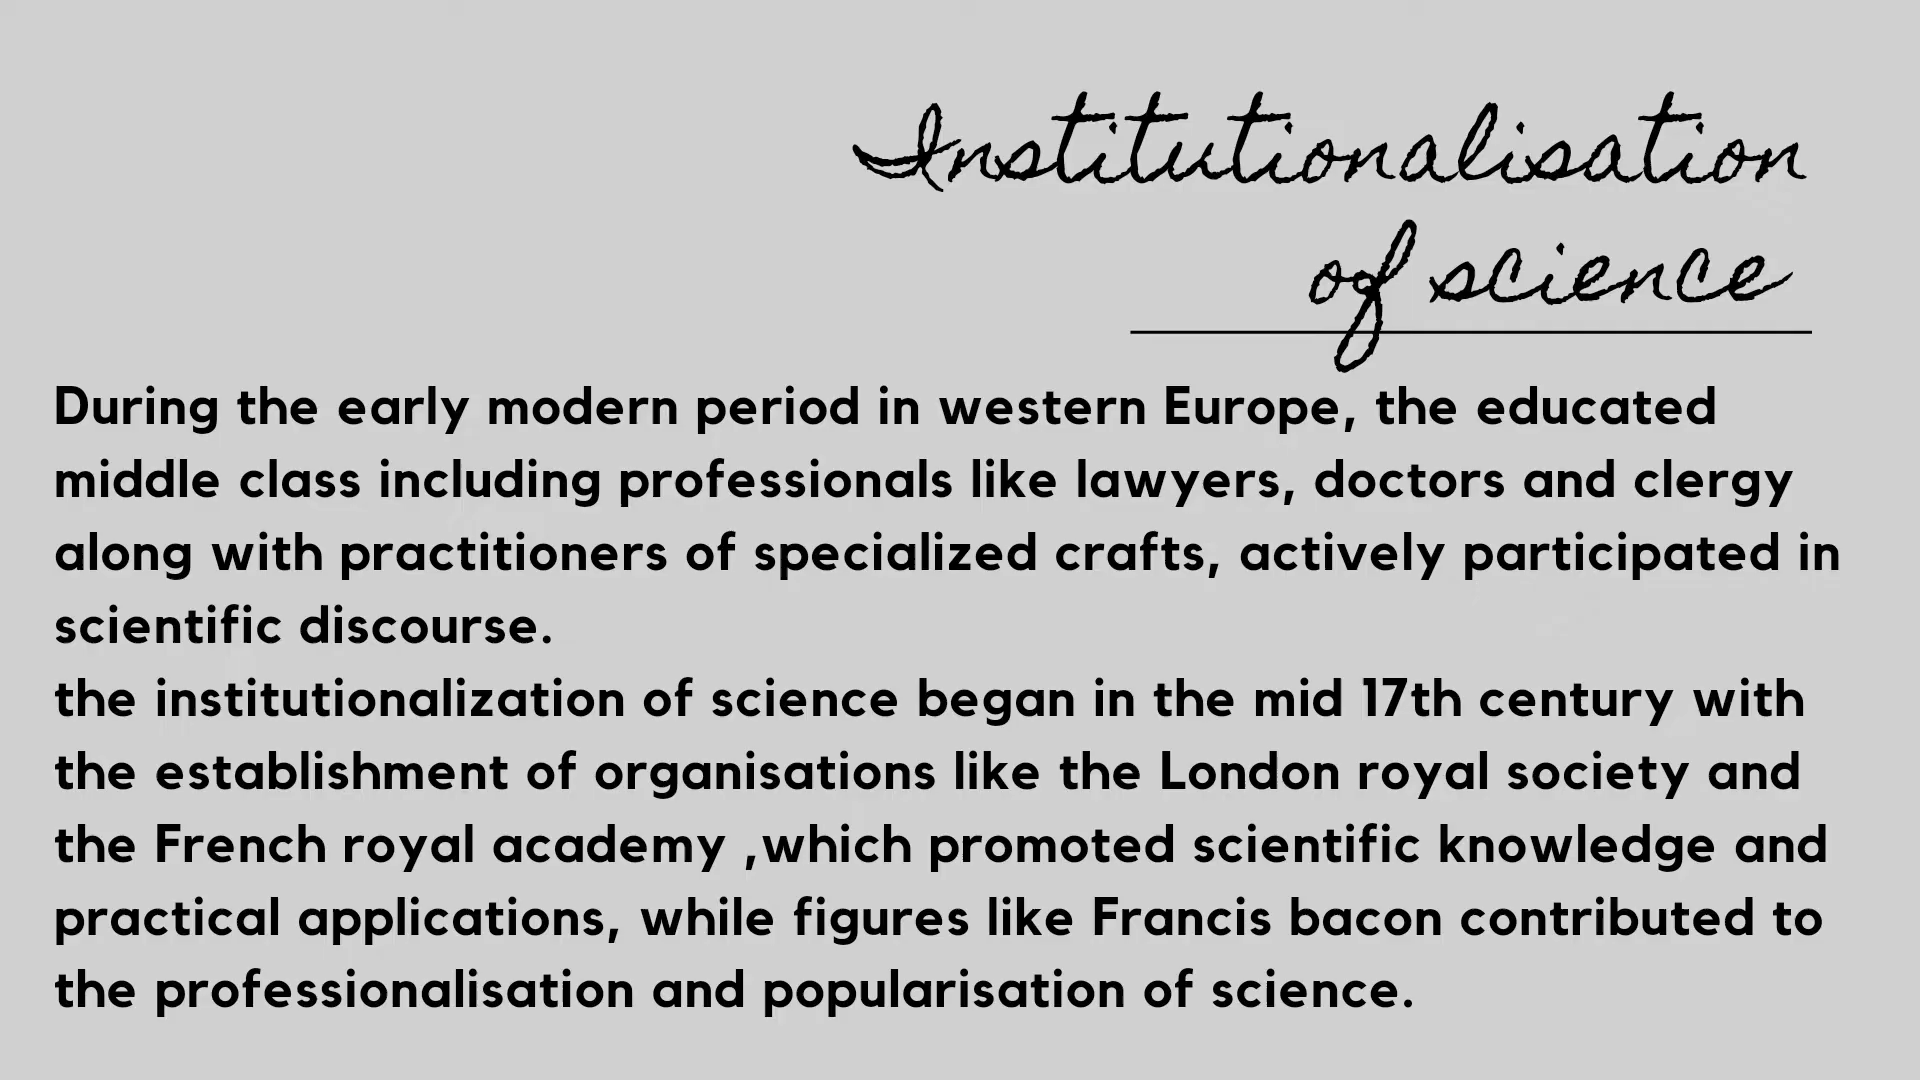 Institutionalisation
of science
During the early modern period in western Europe, the educated
middle class including professionals like lawyers, doctors and clergy
along with practitioners of specialized crafts, actively participated in
scientific discourse.
the institutionalization of science began in the mid 17th century with
the establishment of organisations like the London royal society and
the French royal academy ,which promoted scientific knowledge and
practical applications, while figures like Francis bacon contributed to
the professionalisation and popularisation of science.